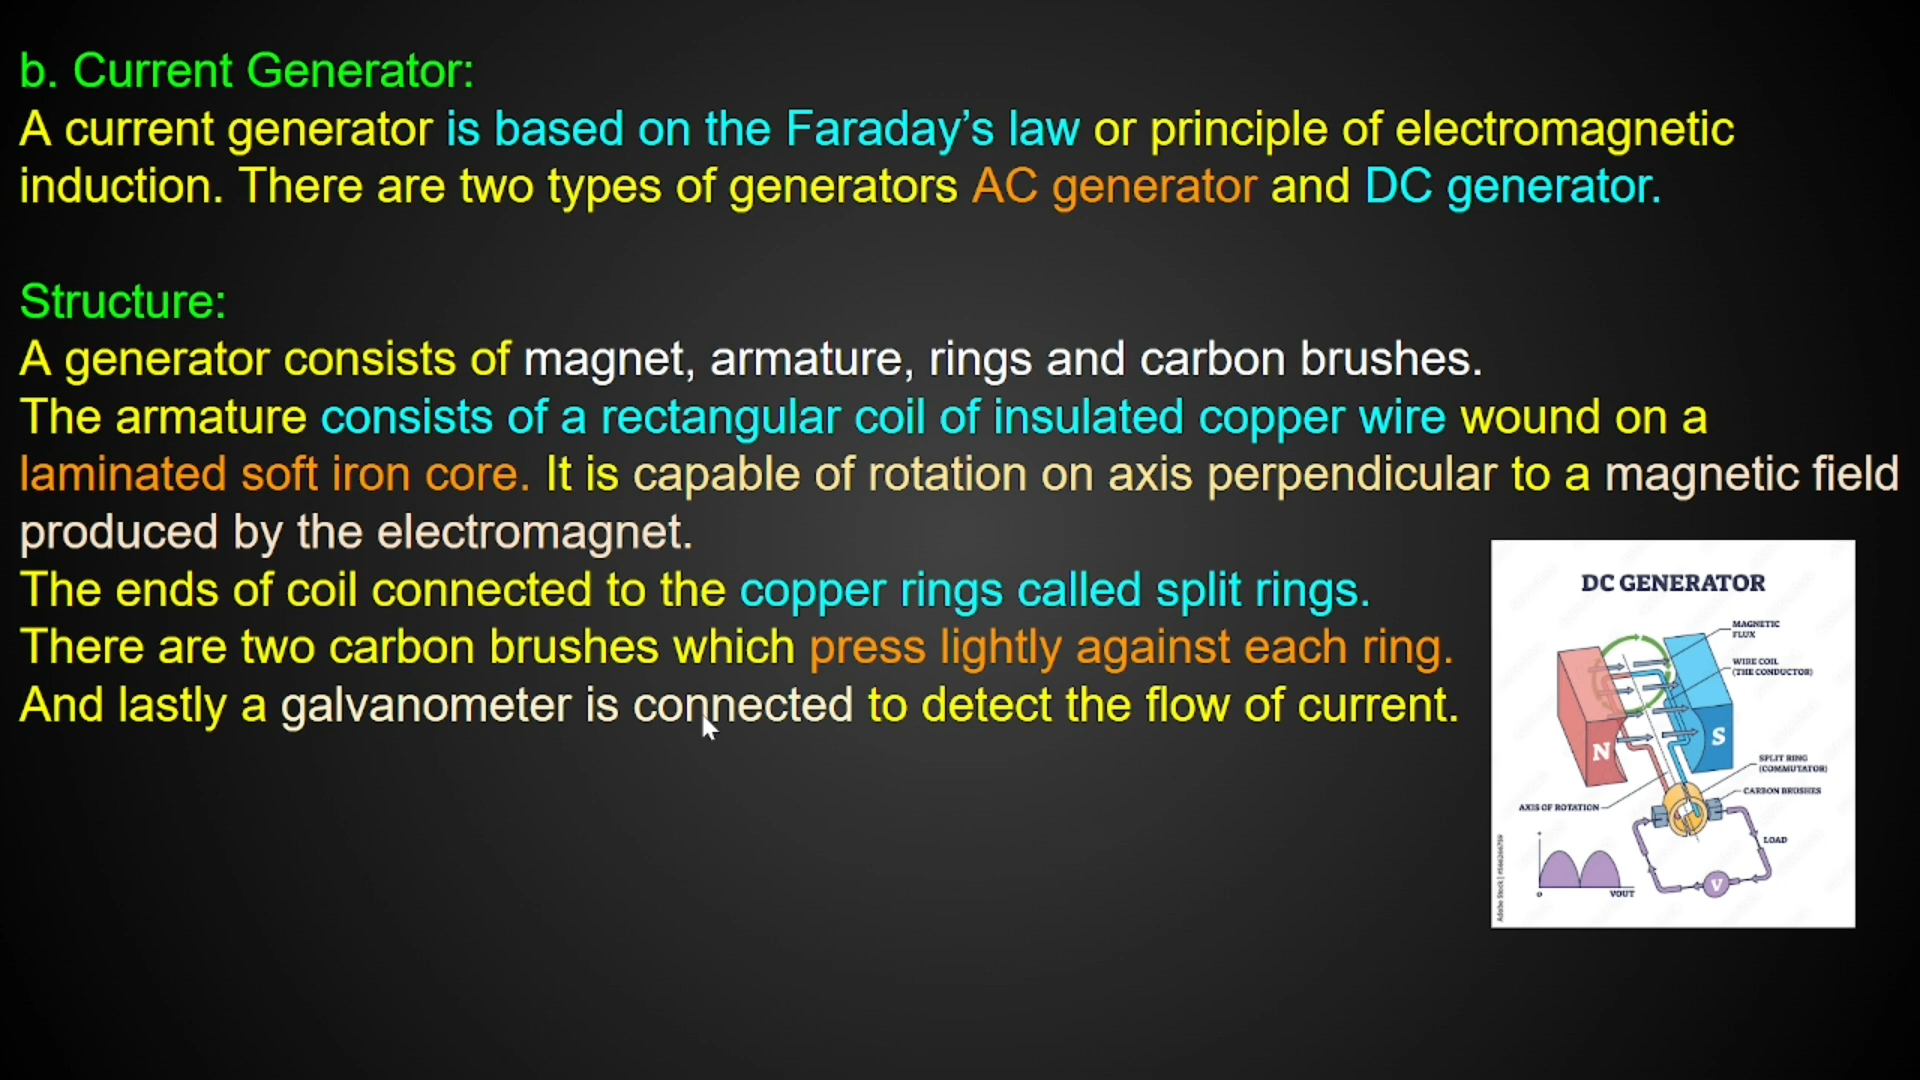 b. Current Generator:
A current generator is based on the Faraday’s law or principle of electromagnetic
induction. There are two types of generators AC generator and DC generator.
Structure:
A generator consists of magnet, armature, rings and carbon brushes.
The armature consists of a rectangular coil of insulated copper wire wound on a
laminated soft iron core. It is capable of rotation on axis perpendicular to a magnetic field
produced by the electromagnet.
The ends of coil connected to the copper rings called split rings.
There are two carbon brushes which press lightly against each ring.
And lastly a galvanometer is connected to detect the flow of current.
DC GENERATOR
MAGNETIC
FLUX
WIRE COIL
(THE CONDUCTOR)
N
S
SPLIT RING
(COMMUTATOR)
CARBON BRUSHES
AXIS OF ROTATION
LOAD
V
0
VOUT
Adobe Stock